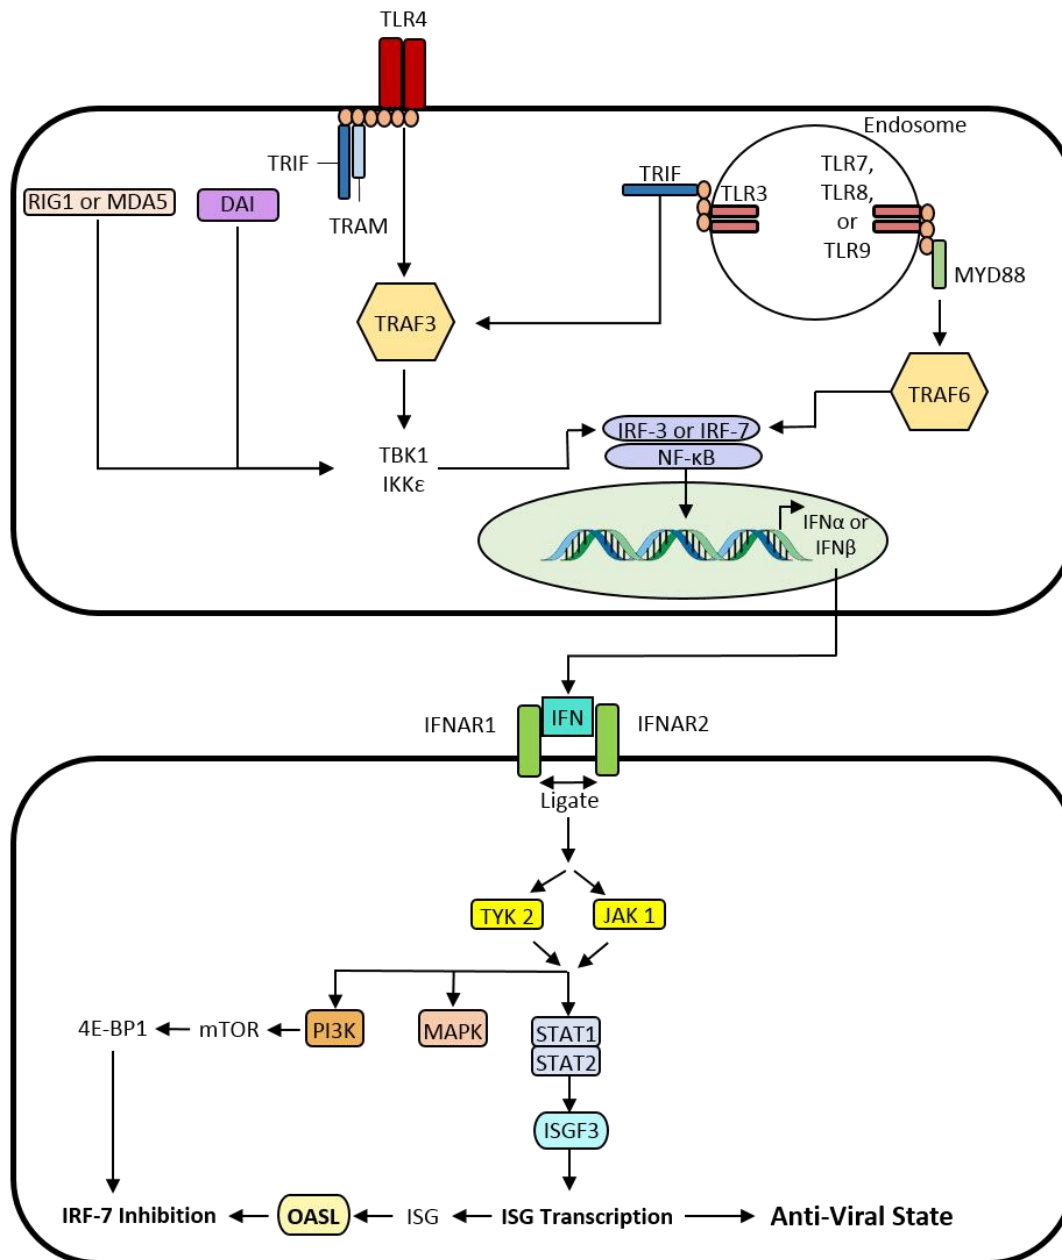 TLR4
Endosome
TRIF
TRAM
RIG1 or MDA5
DAI
TRIF
TLR3
TLR7,
TLR8,
or
TLR9
MYD88
TRAF3
TRAF6
TBK1
IKKε
IRF-3 or IRF-7
NF-κB
IFNα or
IFNβ
IFNAR1
IFN
IFNAR2
Ligate
TYK 2
JAK 1
4E-BP1
mTOR
PI3K
MAPK
STAT1
STAT2
ISGF3
IRF-7 Inhibition
OASL
ISG
ISG Transcription
Anti-Viral State